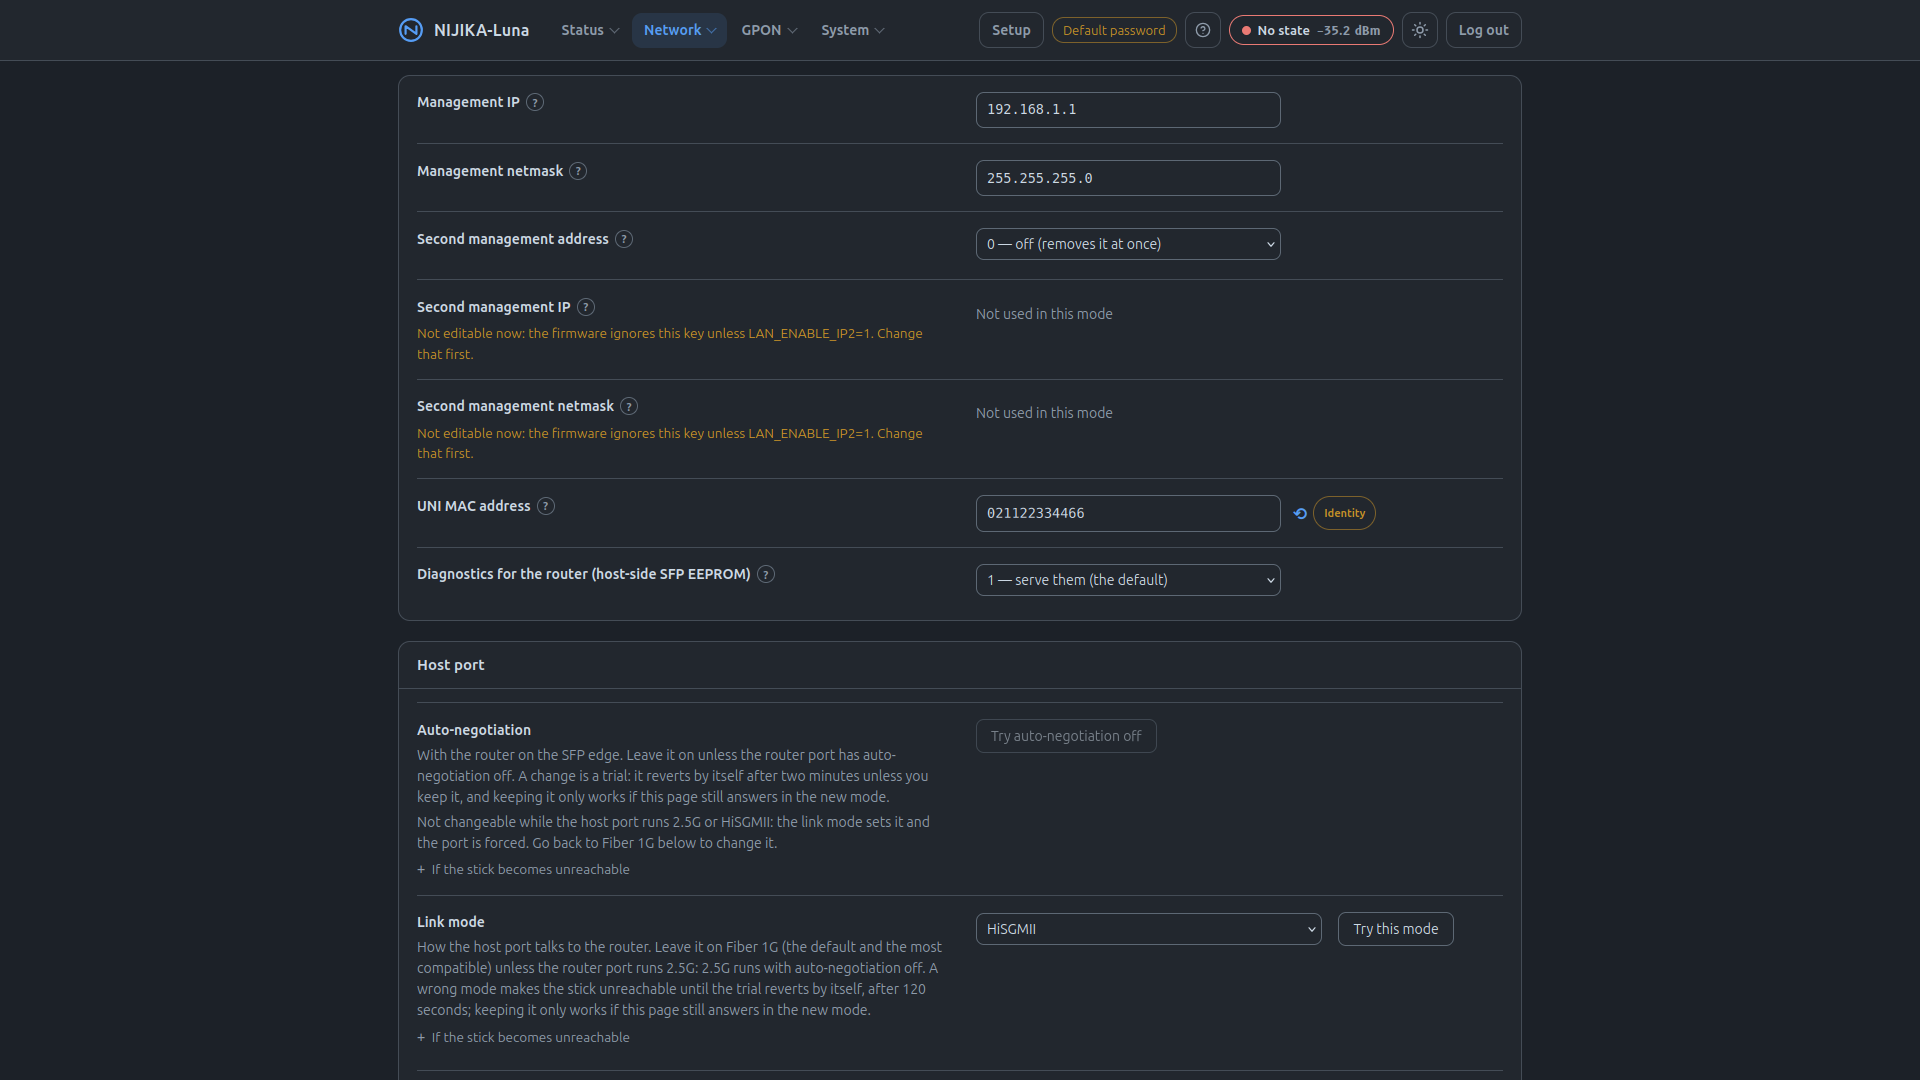 NIJIKA-Luna
Status
Network
GPON
System
Setup
Default password
No state -35.2 dBm
Log out
Management IP ?
192.168.1.1
Management netmask ?
255.255.255.0
Second management address ?
0 — off (removes it at once)
Second management IP ?
Not editable now: the firmware ignores this key unless LAN_ENABLE_IP2=1. Change
that first.
Not used in this mode
Second management netmask ?
Not editable now: the firmware ignores this key unless LAN_ENABLE_IP2=1. Change
that first.
Not used in this mode
UNI MAC address ?
021122334466
Identity
Diagnostics for the router (host-side SFP EEPROM) ?
1 — serve them (the default)
Host port
Auto-negotiation
With the router on the SFP edge. Leave it on unless the router port has auto-
negotiation off. A change is a trial: it reverts by itself after two minutes unless you
keep it, and keeping it only works if this page still answers in the new mode.
Not changeable while the host port runs 2.5G or HiSGMII: the link mode sets it and
the port is forced. Go back to Fiber 1G below to change it.
+ If the stick becomes unreachable
Try auto-negotiation off
Link mode
How the host port talks to the router. Leave it on Fiber 1G (the default and the most
compatible) unless the router port runs 2.5G: 2.5G runs with auto-negotiation off. A
wrong mode makes the stick unreachable until the trial reverts by itself, after 120
seconds; keeping it only works if this page still answers in the new mode.
+ If the stick becomes unreachable
HiSGMII
Try this mode